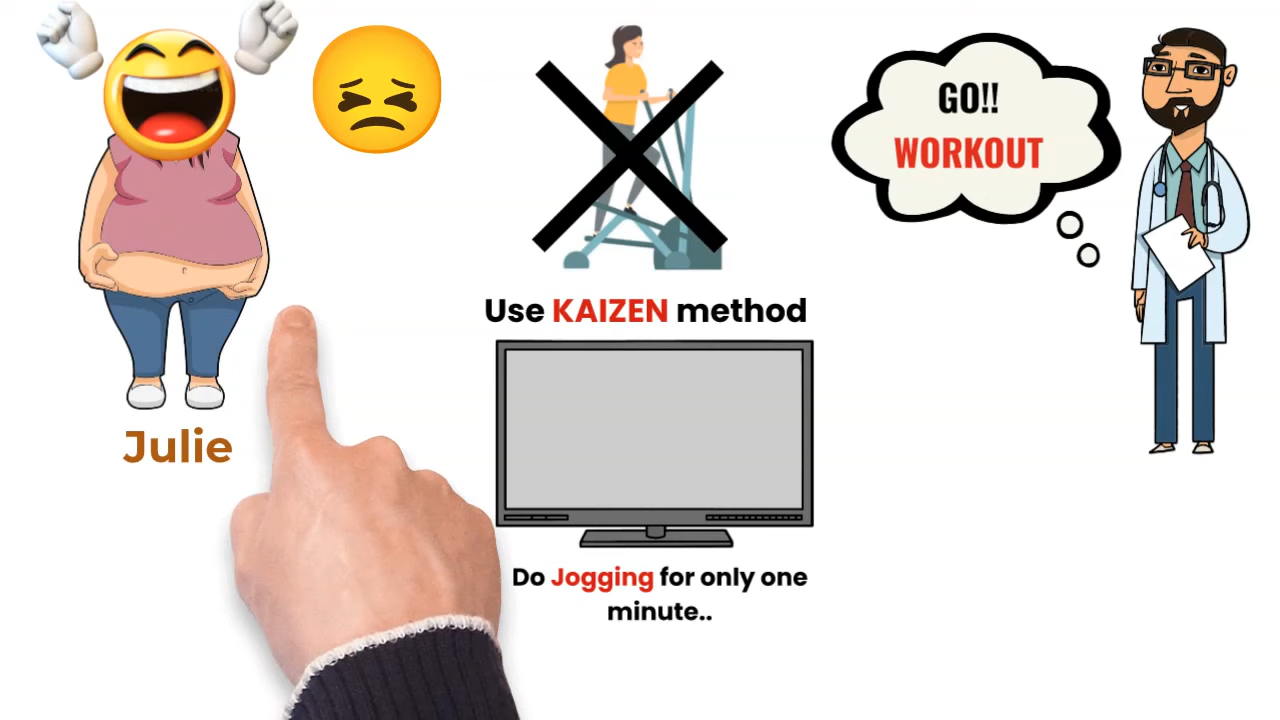 GO!!
WORKOUT
Use KAIZEN method
Julie
Do Jogging for only one
minute..